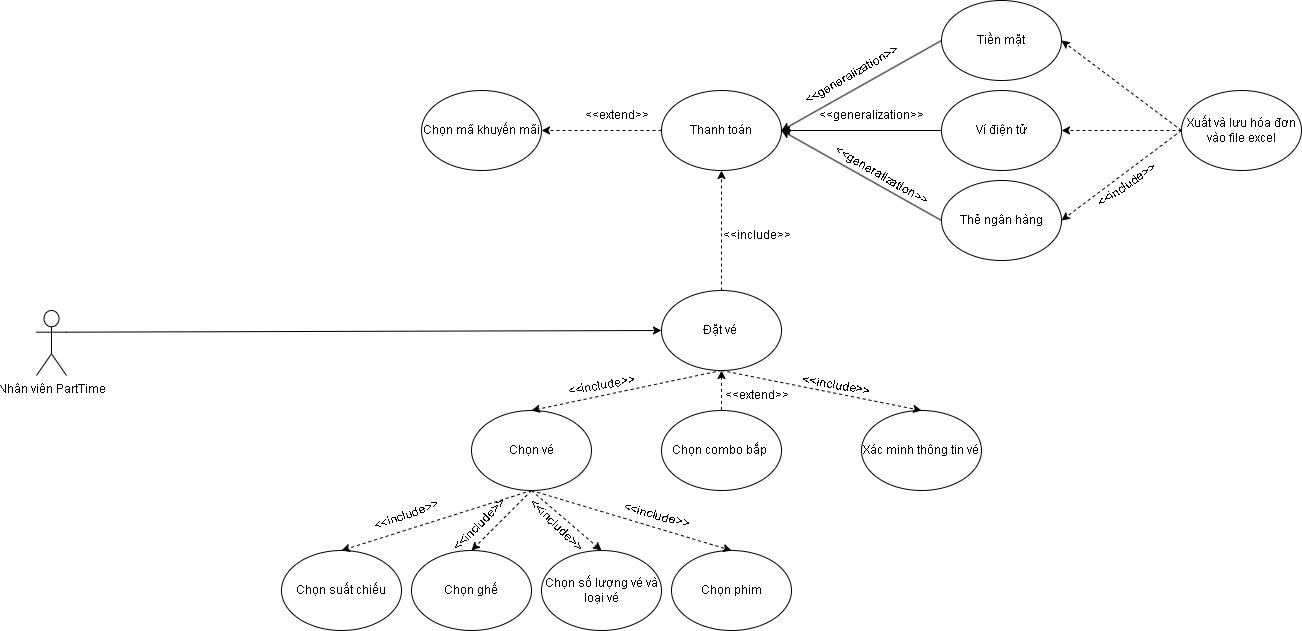 Tiền mặt
<<generalization>>
<<extend>>
<<generalization>>
Chọn mã khuyến mãi
Thanh toán
Ví điện tử
Xuất và lưu hóa đơn
vào file excel
<<generalization>>
<<include>>
Thẻ ngân hàng
<<include>>
Đặt vé
Nhân viên PartTime
<<include>>
<<extend>>
<<include>>
Chọn vé
Chọn combo bắp
Xác minh thông tin vé
<<include>>
<<include>>
<<include>>
<<include>>
Chọn suất chiếu
Chọn ghế
Chọn số lượng vé và
loại vé
Chọn phim